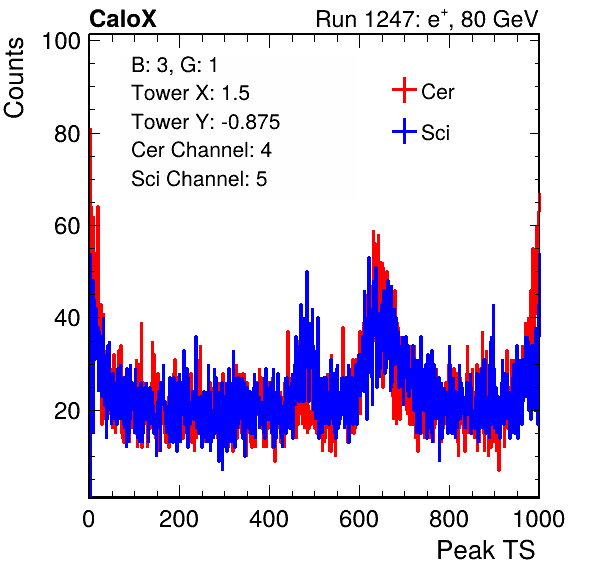 CaloX Run 1247: e⁺, 80 GeV
Counts
100
80
60
40
20
B: 3, G: 1
Tower X: 1.5
Tower Y: -0.875
Cer Channel: 4
Sci Channel: 5
Cer
Sci
0 200 400 600 800 1000
Peak TS